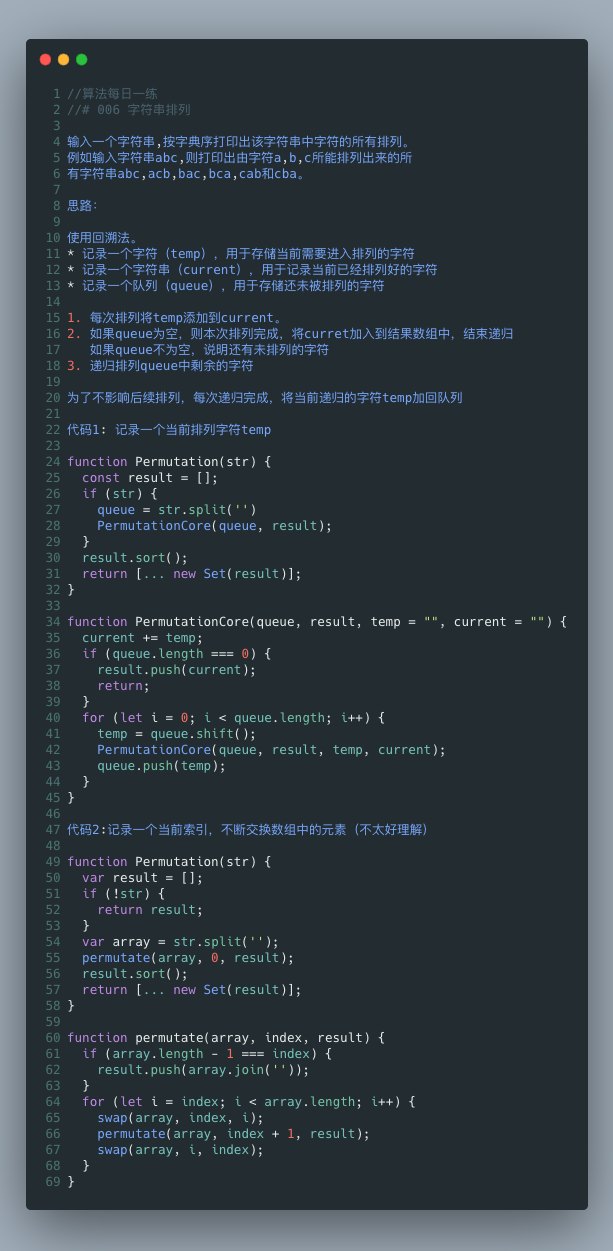 1 //算法每日一练
2 //# 006 字符串排列
3
4 输入一个字符串,按字典序打印出该字符串中字符的所有排列。
5 例如输入字符串abc,则打印出由字符a,b,c所能排列出来的所
6 有字符串abc,acb,bac,bca,cab和cba。
7
8 思路：
9
10 使用回溯法。
11 * 记录一个字符（temp），用于存储当前需要进入排列的字符
12 * 记录一个字符串（current），用于记录当前已经排列好的字符
13 * 记录一个队列（queue），用于存储还未被排列的字符
14
15 1. 每次排列将temp添加到current。
16 2. 如果queue为空，则本次排列完成，将curret加入到结果数组中，结束递归
17    如果queue不为空，说明还有未排列的字符
18 3. 递归排列queue中剩余的字符
19
20 为了不影响后续排列，每次递归完成，将当前递归的字符temp加回队列
21
22 代码1: 记录一个当前排列字符temp
23
24 function Permutation(str) {
25   const result = [];
26   if (str) {
27     queue = str.split('')
28     PermutationCore(queue, result);
29   }
30   result.sort();
31   return [... new Set(result)];
32 }
33
34 function PermutationCore(queue, result, temp = "", current = "") {
35   current += temp;
36   if (queue.length === 0) {
37     result.push(current);
38     return;
39   }
40   for (let i = 0; i < queue.length; i++) {
41     temp = queue.shift();
42     PermutationCore(queue, result, temp, current);
43     queue.push(temp);
44   }
45 }
46
47 代码2:记录一个当前索引，不断交换数组中的元素（不太好理解）
48
49 function Permutation(str) {
50   var result = [];
51   if (!str) {
52     return result;
53   }
54   var array = str.split('');
55   permutate(array, 0, result);
56   result.sort();
57   return [... new Set(result)];
58 }
59
60 function permutate(array, index, result) {
61   if (array.length - 1 === index) {
62     result.push(array.join(''));
63   }
64   for (let i = index; i < array.length; i++) {
65     swap(array, index, i);
66     permutate(array, index + 1, result);
67     swap(array, i, index);
68   }
69 }